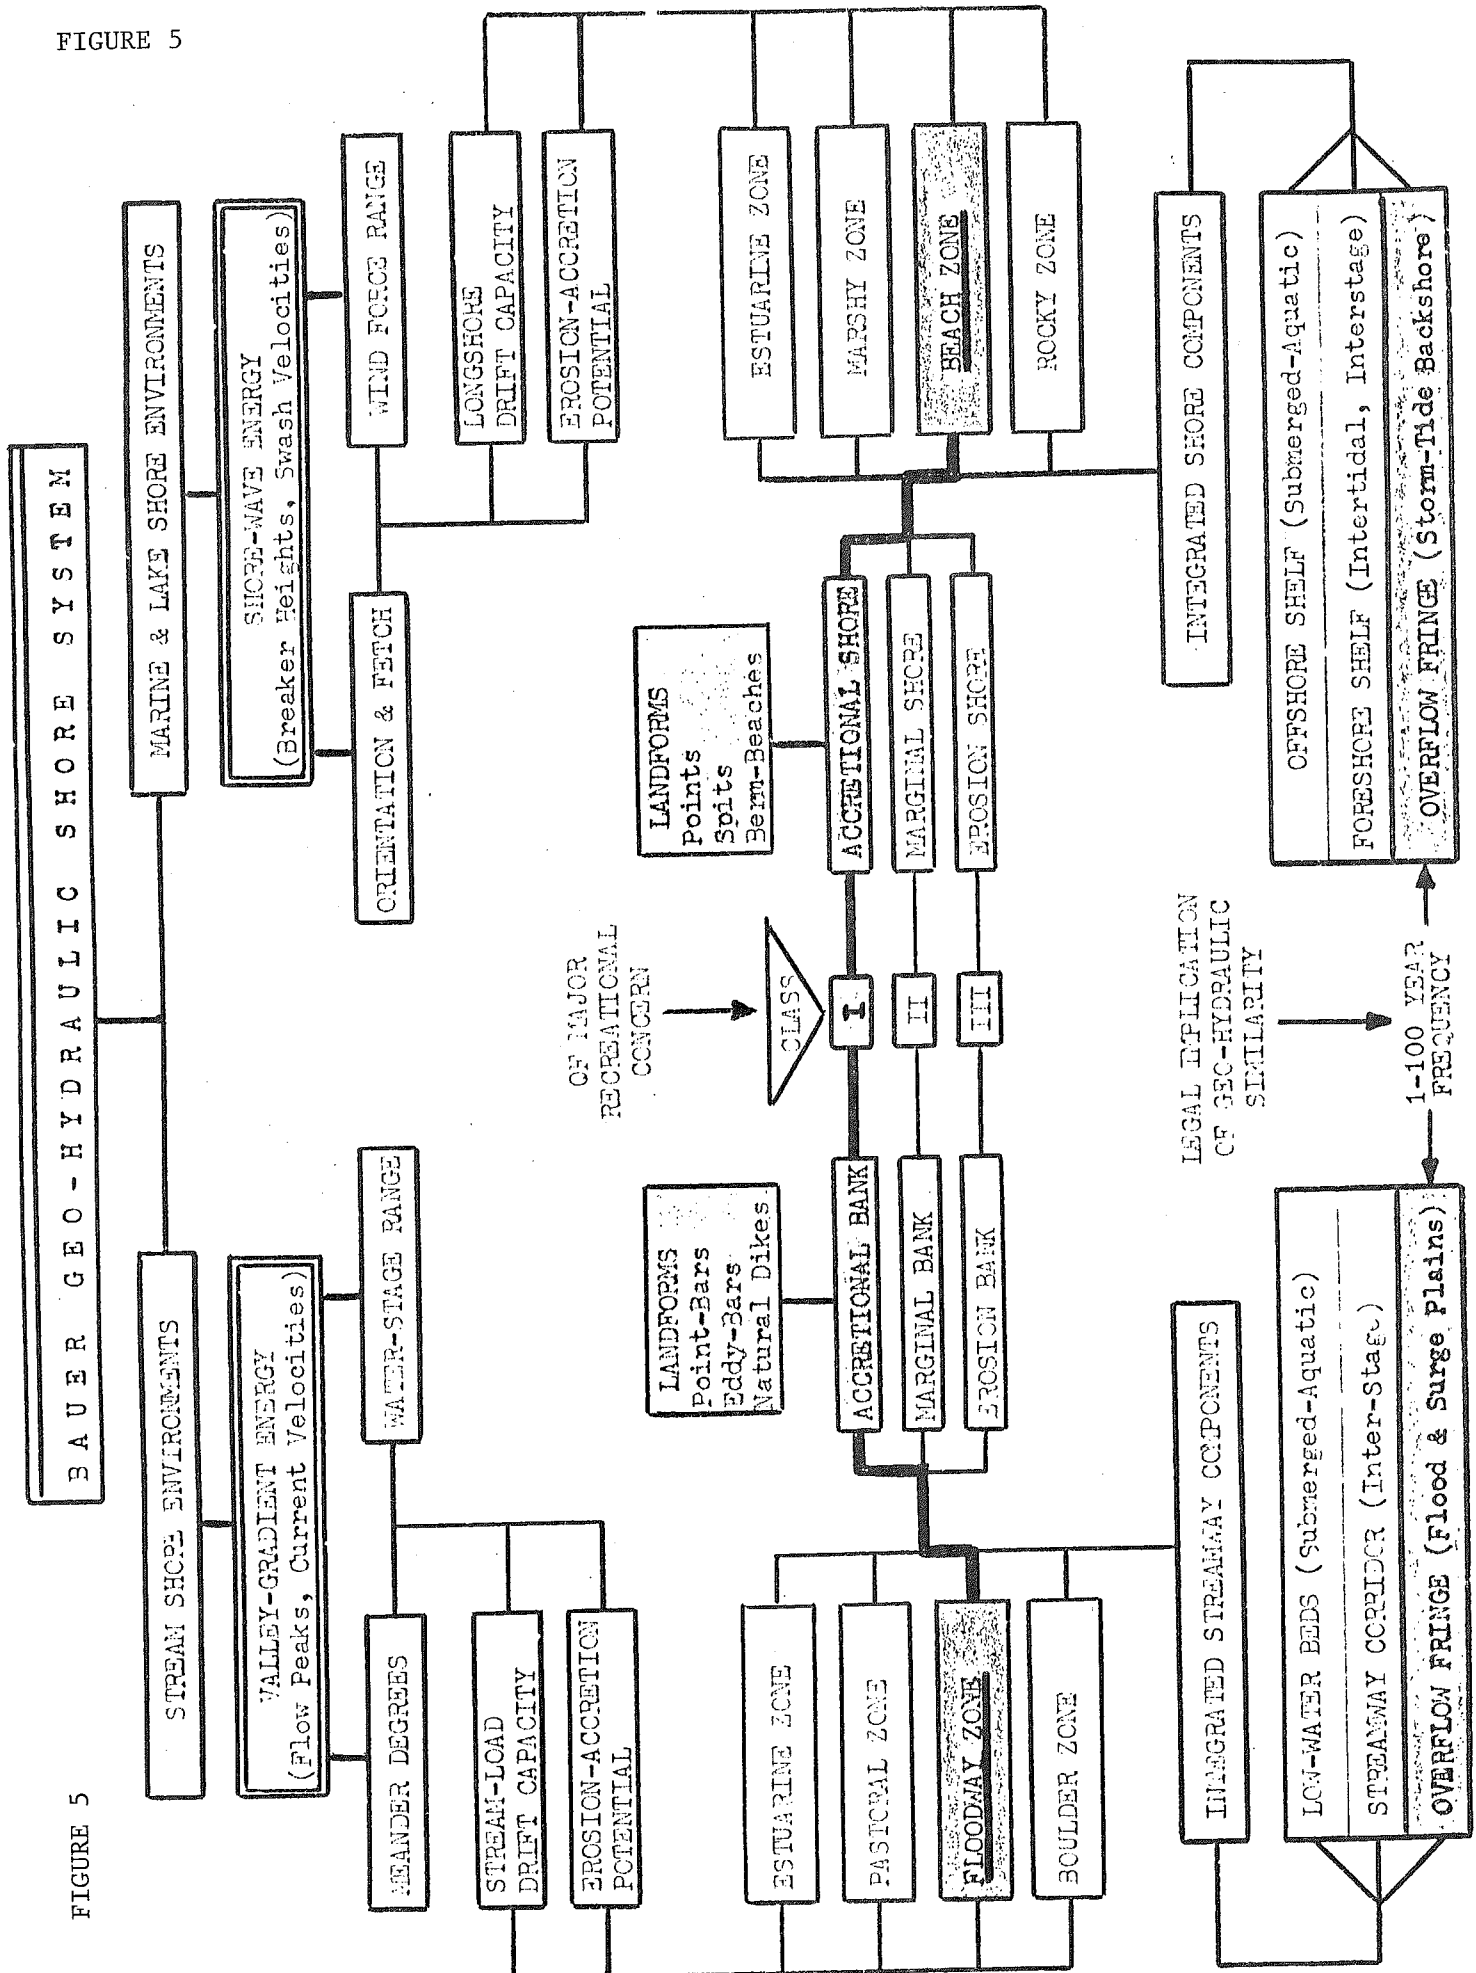 FIGURE 5
FIGURE 5
BAUER GEO-HYDRAULIC SHORE SYSTEM
STREAM SHORE ENVIRONMENTS
VALLEY-GRADIENT ENERGY
(Flow Peaks, Current Velocities)
MEANDER DEGREES
WATER-STAGE RANGE
STREAM-LOAD
DRIFT CAPACITY
EROSION-ACCRETION
POTENTIAL
MARINE & LAKE SHORE ENVIRONMENTS
SHORE-WAVE ENERGY
(Breaker Heights, Swash Velocities)
ORIENTATION & FETCH
WIND FORCE RANGE
LONGSHORE
DRIFT CAPACITY
EROSION-ACCRETION
POTENTIAL
OF MAJOR
RECREATIONAL
CONCERN
CLASS
I
II
III
ESTUARINE ZONE
PASTORAL ZONE
FLOODWAY ZONE
BOULDER ZONE
LANDFORMS
Point-Bars
Eddy-Bars
Natural Dikes
ACCRETIONAL BANK
MARGINAL BANK
EROSION BANK
LANDFORMS
Points
Spits
Berm-Beaches
ACCRETIONAL SHORE
MARGINAL SHORE
EROSION SHORE
ESTUARINE ZONE
MARSHY ZONE
BEACH ZONE
ROCKY ZONE
INTEGRATED STREAMWAY COMPONENTS
LOW-WATER BEDS (Submerged-Aquatic)
STREAMWAY CORRIDOR (Inter-Stage)
OVERFLOW FRINGE (Flood & Surge Plains)
LEGAL IMPLICATION
OF GEO-HYDRAULIC
SIMILARITY
1-100 YEAR
FREQUENCY
INTEGRATED SHORE COMPONENTS
OFFSHORE SHELF (Submerged-Aquatic)
FORESHORE SHELF (Intertidal, Interstage)
OVERFLOW FRINGE (Storm-Tide Backshore)